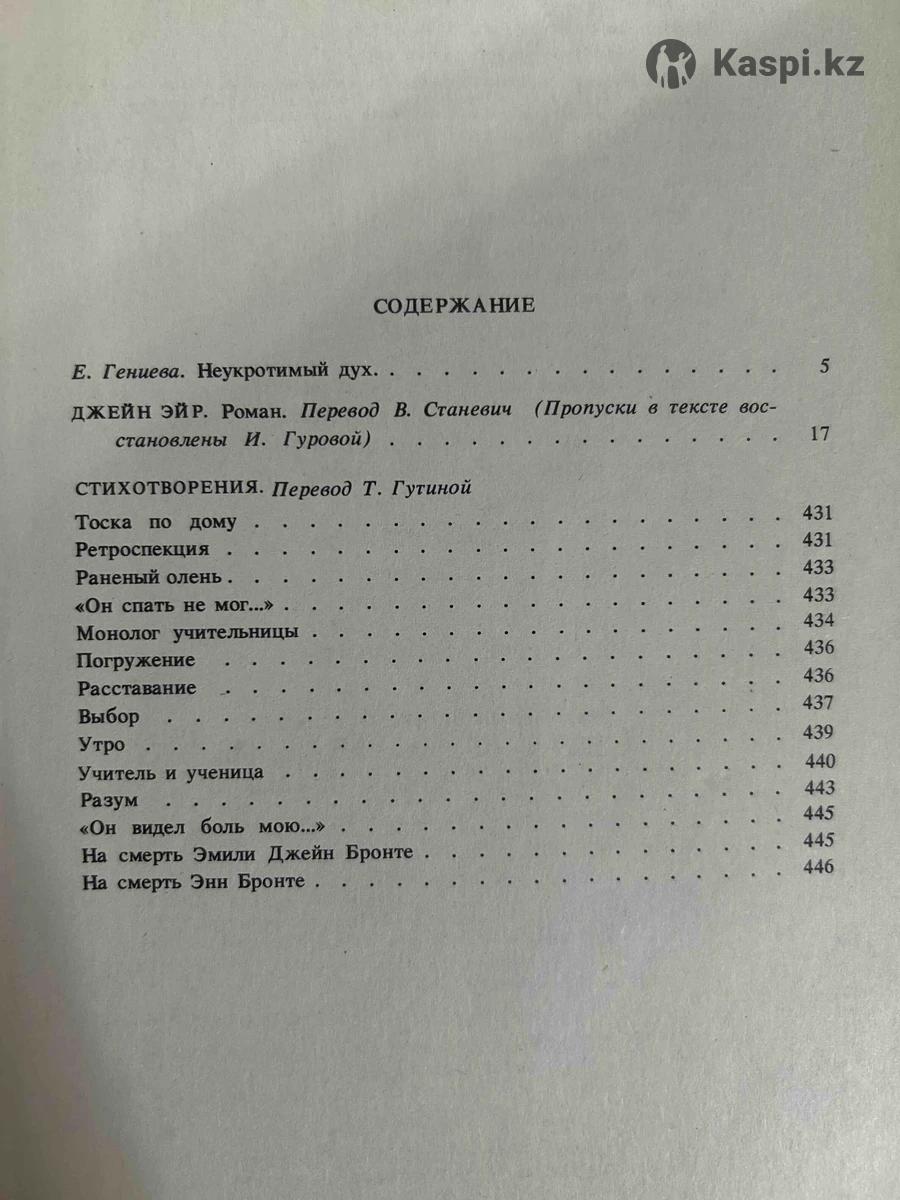 Kaspi.kz
СОДЕРЖАНИЕ
Е. Гениева. Неукротимый дух. . . . . . . . . . . . . . . . 5
ДЖЕЙН ЭЙР. Роман. Перевод В. Станевич (Пропуски в тексте вос-
становлены И. Гуровой) . . . . . . . . . . . . . . . 17
СТИХОТВОРЕНИЯ. Перевод Т. Гутиной
Тоска по дому . . . . . . . . . . . . . . . . . . . . 431
Ретроспекция . . . . . . . . . . . . . . . . . . . . . 431
Раненый олень . . . . . . . . . . . . . . . . . . . . . 433
«Он спать не мог...» . . . . . . . . . . . . . . . . . . . 433
Монолог учительницы . . . . . . . . . . . . . . . . . . 434
Погружение . . . . . . . . . . . . . . . . . . . . . 436
Расставание . . . . . . . . . . . . . . . . . . . . . 436
Выбор . . . . . . . . . . . . . . . . . . . . . . . 437
Утро . . . . . . . . . . . . . . . . . . . . . . . . 439
Учитель и ученица . . . . . . . . . . . . . . . . . . . 440
Разум . . . . . . . . . . . . . . . . . . . . . . . 443
«Он видел боль мою...» . . . . . . . . . . . . . . . . . 445
На смерть Эмили Джейн Бронте . . . . . . . . . . . . . . 445
На смерть Энн Бронте . . . . . . . . . . . . . . . . . . 446